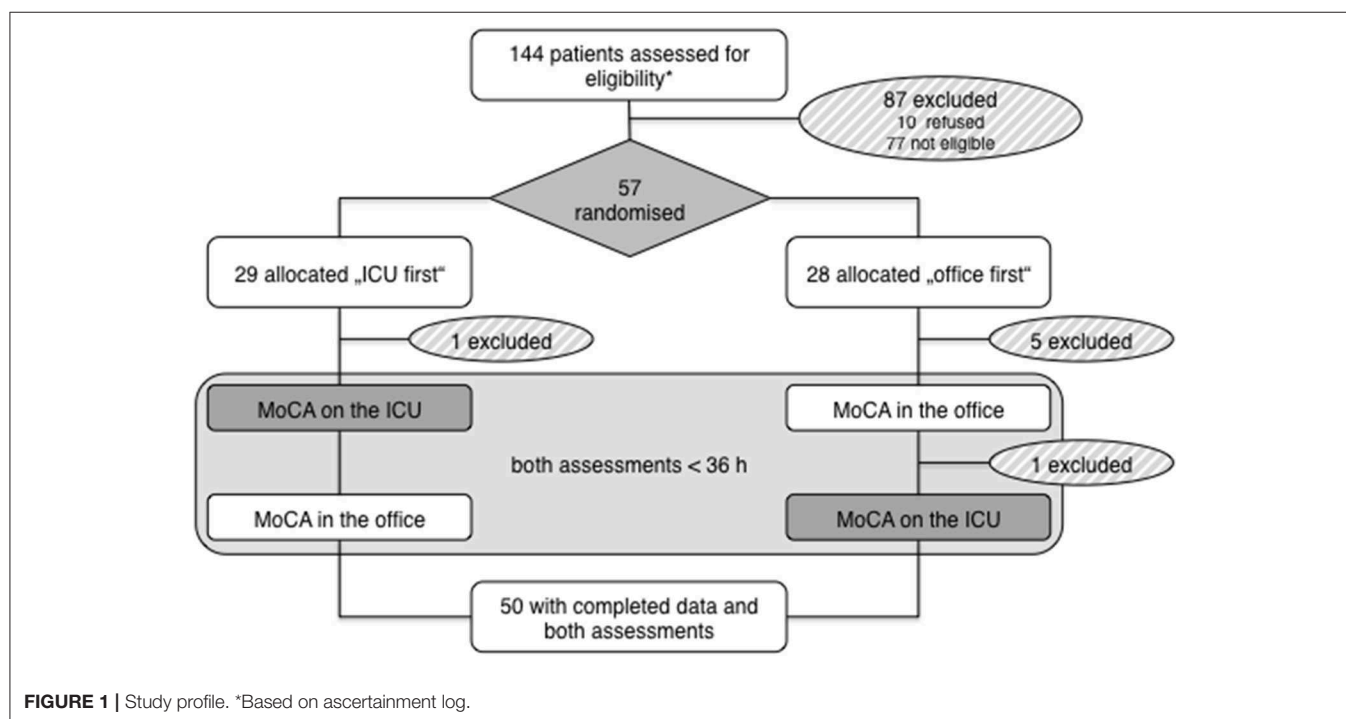 144 patients assessed for
eligibility*
87 excluded
10 refused
77 not eligible
57
randomised
29 allocated „ICU first“
28 allocated „office first“
1 excluded
5 excluded
MoCA on the ICU
MoCA in the office
both assessments < 36 h
1 excluded
MoCA in the office
MoCA on the ICU
50 with completed data and
both assessments
FIGURE 1 | Study profile. *Based on ascertainment log.